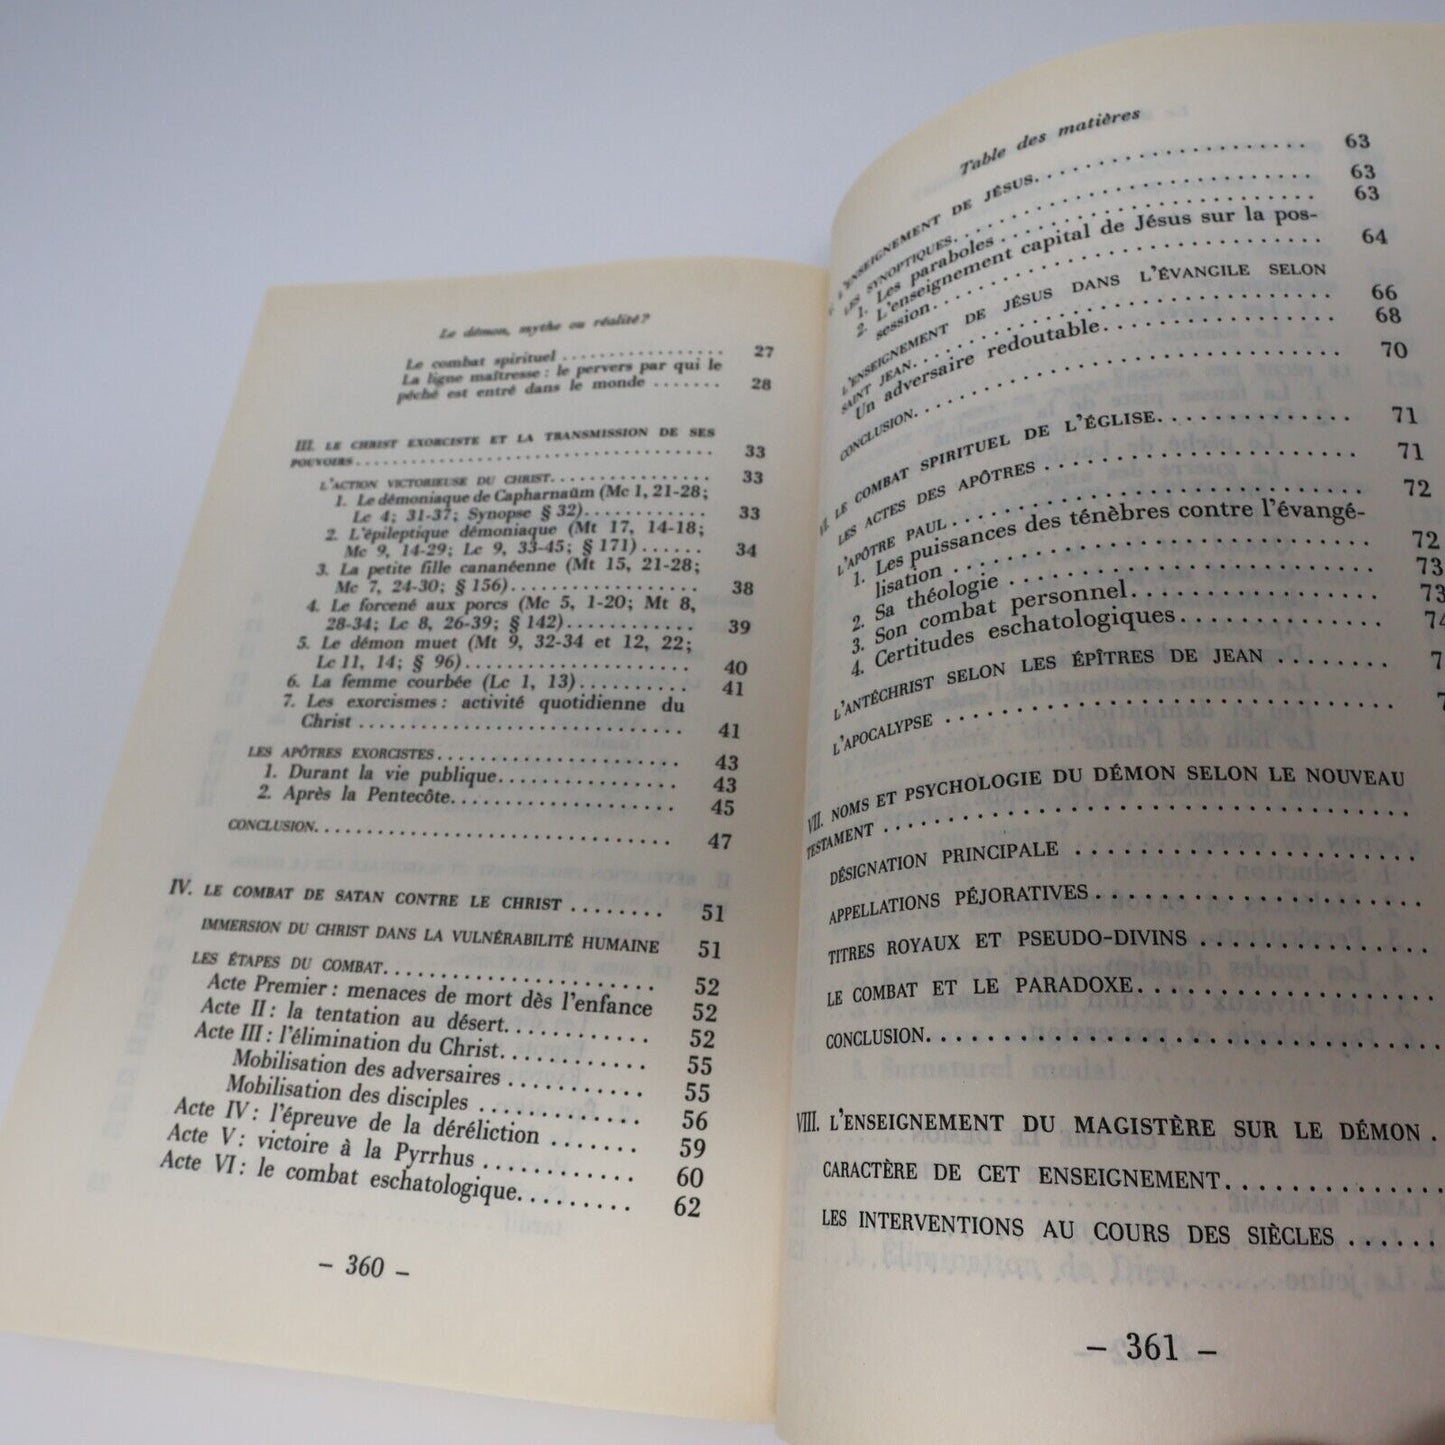 Le démon, mythe ou réalité?
Le combat spirituel ................ 27
La ligne maîtresse : le pervers par qui le
péché est entré dans le monde ....... 28
III. LE CHRIST EXORCISTE ET LA TRANSMISSION DE SES
POUVOIRS.................................... 33
L'ACTION VICTORIEUSE DU CHRIST................ 33
1. Le démoniaque de Capharnaüm (Mc 1, 21-28;
Lc 4; 31-37; Synopse § 32)............ 33
2. L'épileptique démoniaque (Mt 17, 14-18;
Mc 9, 14-29; Lc 9, 33-45; § 171)...... 34
3. La petite fille cananéenne (Mt 15, 21-28;
Mc 7, 24-30; § 156).................. 38
4. Le forcené aux porcs (Mc 5, 1-20; Mt 8,
28-34; Lc 8, 26-39; § 142)............ 39
5. Le démon muet (Mt 9, 32-34 et 12, 22;
Lc 11, 14; § 96)..................... 40
6. La femme courbée (Lc 1, 13).......... 41
7. Les exorcismes : activité quotidienne du
Christ .............................. 41
LES APÔTRES EXORCISTES....................... 43
1. Durant la vie publique................ 43
2. Après la Pentecôte.................... 45
CONCLUSION................................ 47
IV. LE COMBAT DE SATAN CONTRE LE CHRIST ........ 51
IMMERSION DU CHRIST DANS LA VULNÉRABILITÉ HUMAINE 51
LES ÉTAPES DU COMBAT....................... 52
Acte Premier : menaces de mort dès l'enfance 52
Acte II : la tentation au désert............ 52
Acte III : l'élimination du Christ............ 55
Mobilisation des adversaires ........... 55
Mobilisation des disciples ............. 56
Acte IV : l'épreuve de la déréliction ....... 59
Acte V : victoire à la Pyrrhus ............. 60
Acte VI : le combat eschatologique......... 62
– 360 –
Table des matières
L'ENSEIGNEMENT DE JÉSUS...................... 63
LES SYNOPTIQUES............................ 63
1. Les paraboles ........................ 63
2. L'enseignement capital de Jésus sur la pos-
session............................... 64
L'ENSEIGNEMENT DE JÉSUS DANS L'ÉVANGILE SELON
SAINT JEAN............................... 66
Un adversaire redoutable................. 68
CONCLUSION................................ 70
VI. LE COMBAT SPIRITUEL DE L'ÉGLISE............. 71
LES ACTES DES APÔTRES ..................... 71
L'APÔTRE PAUL ............................ 72
1. Les puissances des ténèbres contre l'évangé-
lisation .............................. 72
2. Sa théologie .......................... 73
3. Son combat personnel................. 73
4. Certitudes eschatologiques.............. 74
L'ANTÉCHRIST SELON LES ÉPÎTRES DE JEAN ........ 7
L'APOCALYPSE ..............................
VII. NOMS ET PSYCHOLOGIE DU DÉMON SELON LE NOUVEAU
TESTAMENT ................................
DÉSIGNATION PRINCIPALE .....................
APPELLATIONS PÉJORATIVES....................
TITRES ROYAUX ET PSEUDO-DIVINS .............
LE COMBAT ET LE PARADOXE..................
CONCLUSION................................
VIII. L'ENSEIGNEMENT DU MAGISTÈRE SUR LE DÉMON .
CARACTÈRE DE CET ENSEIGNEMENT.............
LES INTERVENTIONS AU COURS DES SIÈCLES ......
– 361 –